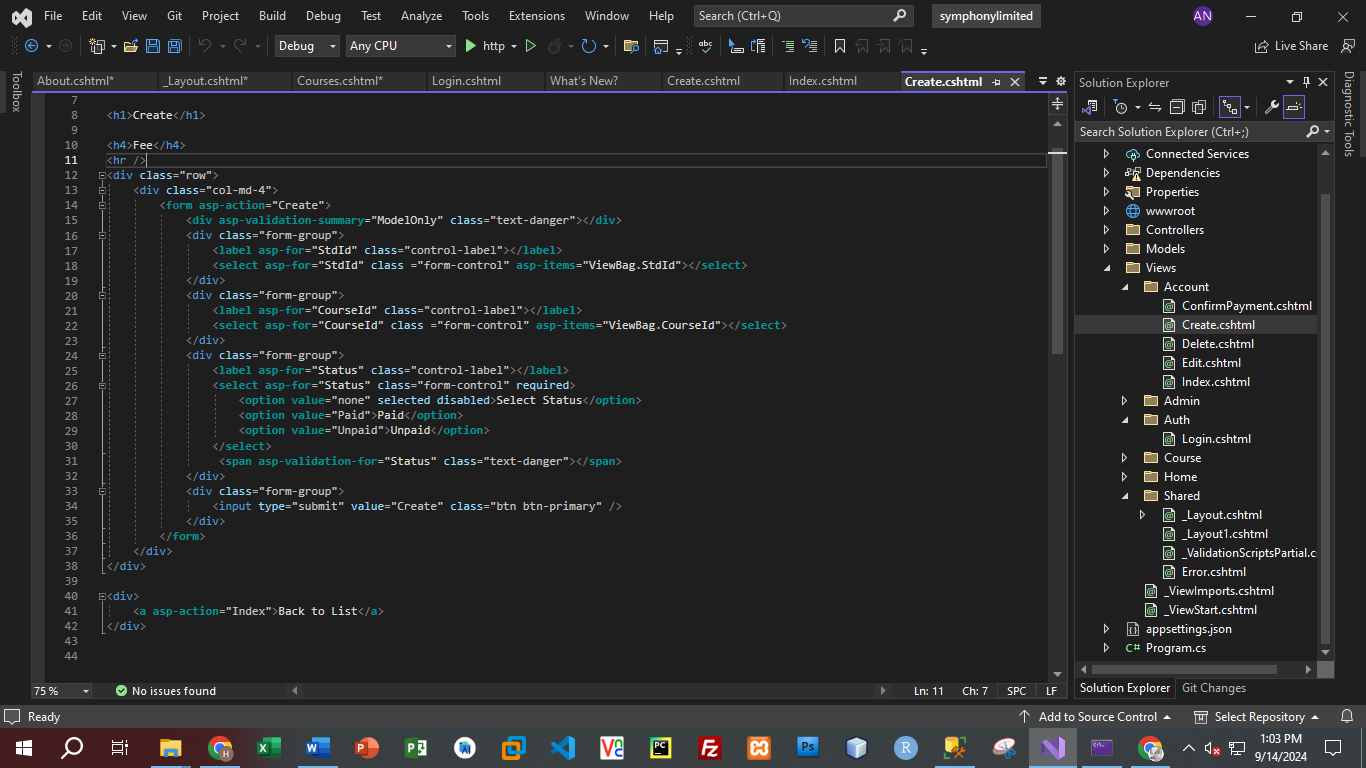 File Edit View Git Project Build Debug Test Analyze Tools Extensions Window Help Search (Ctrl+Q) symphonylimited AN
Debug Any CPU http Live Share
Toolbox
About.cshtml* _Layout.cshtml* Courses.cshtml* Login.cshtml What's New? Create.cshtml Index.cshtml Create.cshtml
7
8 <h1>Create</h1>
9
10 <h4>Fee</h4>
11 <hr />
12 <div class="row">
13 <div class="col-md-4">
14 <form asp-action="Create">
15 <div asp-validation-summary="ModelOnly" class="text-danger"></div>
16 <div class="form-group">
17 <label asp-for="StdId" class="control-label"></label>
18 <select asp-for="StdId" class ="form-control" asp-items="ViewBag.StdId"></select>
19 </div>
20 <div class="form-group">
21 <label asp-for="CourseId" class="control-label"></label>
22 <select asp-for="CourseId" class ="form-control" asp-items="ViewBag.CourseId"></select>
23 </div>
24 <div class="form-group">
25 <label asp-for="Status" class="control-label"></label>
26 <select asp-for="Status" class="form-control" required>
27 <option value="none" selected disabled>Select Status</option>
28 <option value="Paid">Paid</option>
29 <option value="Unpaid">Unpaid</option>
30 </select>
31 <span asp-validation-for="Status" class="text-danger"></span>
32 </div>
33 <div class="form-group">
34 <input type="submit" value="Create" class="btn btn-primary" />
35 </div>
36 </form>
37 </div>
38 </div>
39
40 <div>
41 <a asp-action="Index">Back to List</a>
42 </div>
43
44
75 % No issues found Ln: 11 Ch: 7 SPC LF
Solution Explorer
Search Solution Explorer (Ctrl+;)
Connected Services
Dependencies
Properties
wwwroot
Controllers
Models
Views
Account
ConfirmPayment.cshtml
Create.cshtml
Delete.cshtml
Edit.cshtml
Index.cshtml
Admin
Auth
Login.cshtml
Course
Home
Shared
_Layout.cshtml
_Layout1.cshtml
_ValidationScriptsPartial.cs
Error.cshtml
_ViewImports.cshtml
_ViewStart.cshtml
appsettings.json
C# Program.cs
Solution Explorer Git Changes
Diagnostic Tools
Ready Add to Source Control Select Repository
1:03 PM
9/14/2024